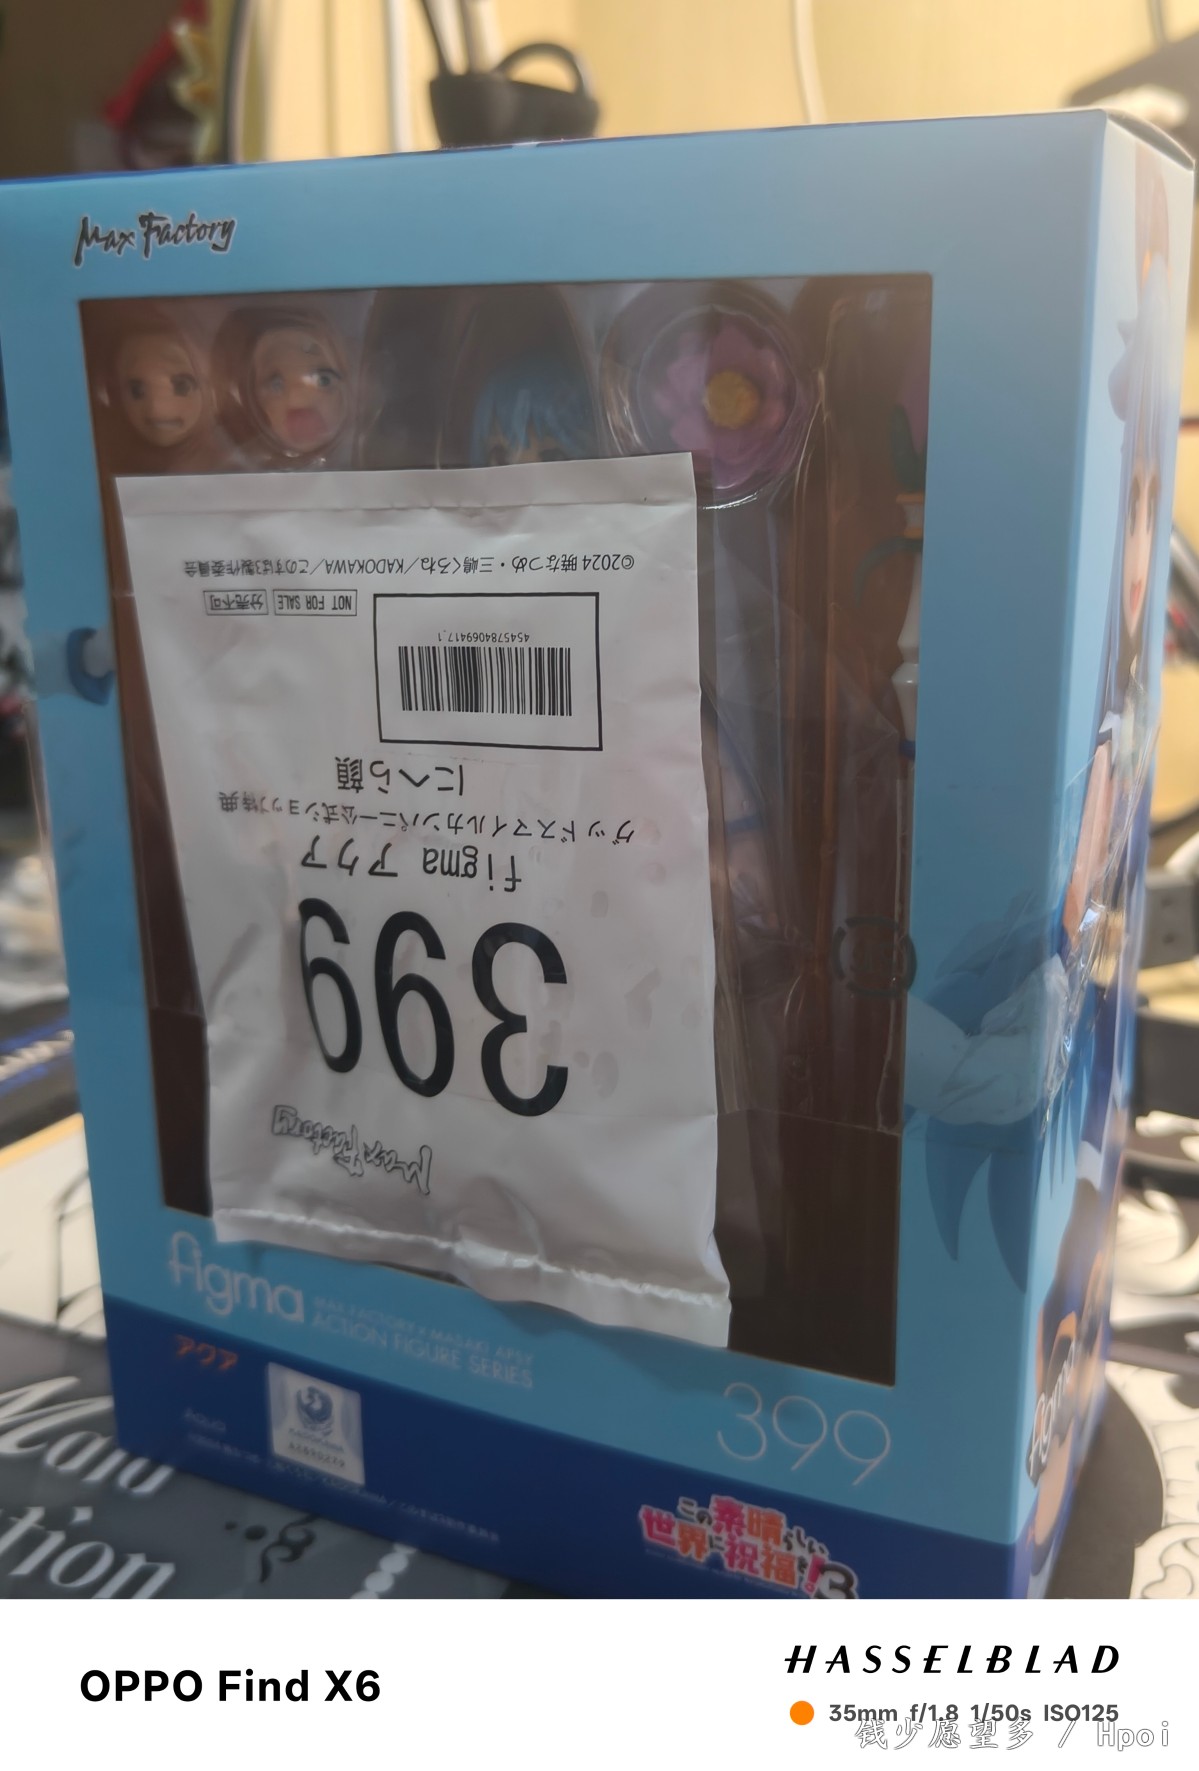 Max Factory
©2024 暁なつめ・三嶋くろね/KADOKAWA/このすば3製作委員会
NOT FOR SALE 分売不可
4545784069417_1
にへら顔
グッドスマイルカンパニー公式ショップ特典
figma アクア
399
Max Factory
figma
MAX FACTORY × MASAKI APSY
ACTION FIGURE SERIES
アクア
Aqua
399
この素晴らしい
世界に祝福を!3
figma
Maid
tion
OPPO Find X6
HASSELBLAD
35mm f/1.8 1/50s ISO125
钱少愿望多 / Hpoi